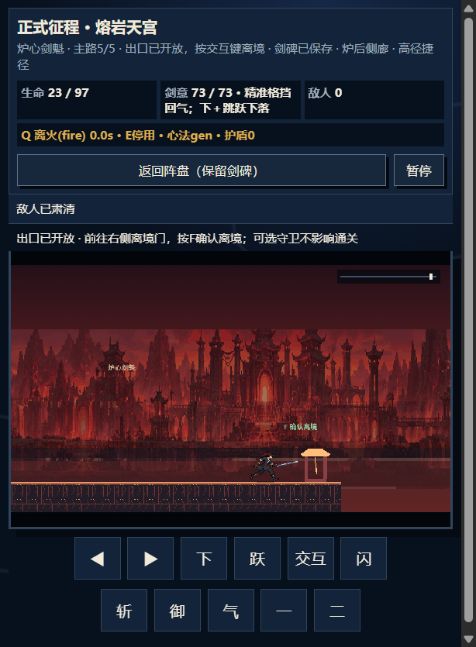 正式征程 · 熔岩天宫
炉心剑魁 · 主路5/5 · 出口已开放，按交互键离境 · 剑碑已保存 · 炉后侧廊 · 高径捷
径
生命 23 / 97
剑意 73 / 73 · 精准格挡
回气；下 + 跳跃下落
敌人 0
Q 离火(fire) 0.0s · E停用 · 心法gen · 护盾0
返回阵盘（保留剑碑）
暂停
敌人已肃清
出口已开放 · 前往右侧离境门，按F确认离境；可选守卫不影响通关
炉心剑魁
F 确认离境
◀
▶
下
跃
交互
闪
斩
御
气
一
二